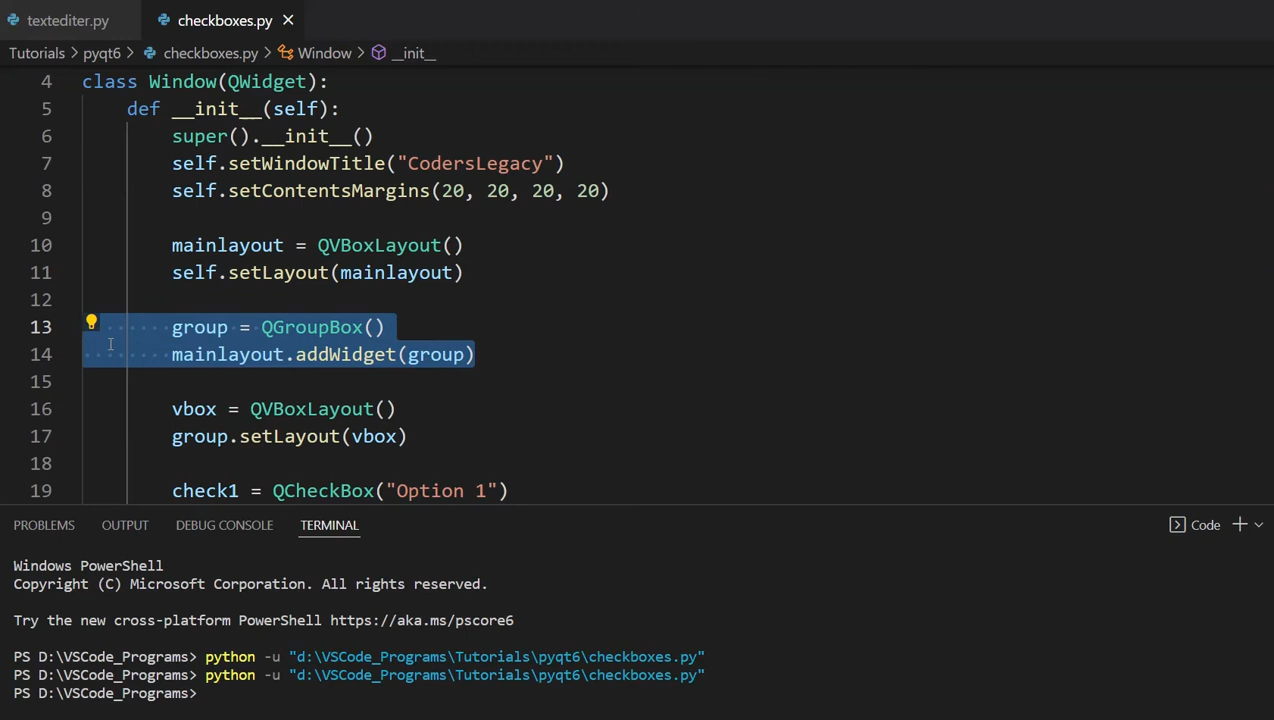 textediter.py
checkboxes.py
Tutorials > pyqt6 > checkboxes.py > Window > __init__
4 class Window(QWidget):
5 def __init__(self):
6 super().__init__()
7 self.setWindowTitle("CodersLegacy")
8 self.setContentsMargins(20, 20, 20, 20)
9
10 mainlayout = QVBoxLayout()
11 self.setLayout(mainlayout)
12
13 group = QGroupBox()
14 mainlayout.addWidget(group)
15
16 vbox = QVBoxLayout()
17 group.setLayout(vbox)
18
19 check1 = QCheckBox("Option 1")
PROBLEMS OUTPUT DEBUG CONSOLE TERMINAL Code
Windows PowerShell
Copyright (C) Microsoft Corporation. All rights reserved.
Try the new cross-platform PowerShell https://aka.ms/pscore6
PS D:\VSCode_Programs> python -u "d:\VSCode_Programs\Tutorials\pyqt6\checkboxes.py"
PS D:\VSCode_Programs> python -u "d:\VSCode_Programs\Tutorials\pyqt6\checkboxes.py"
PS D:\VSCode_Programs>